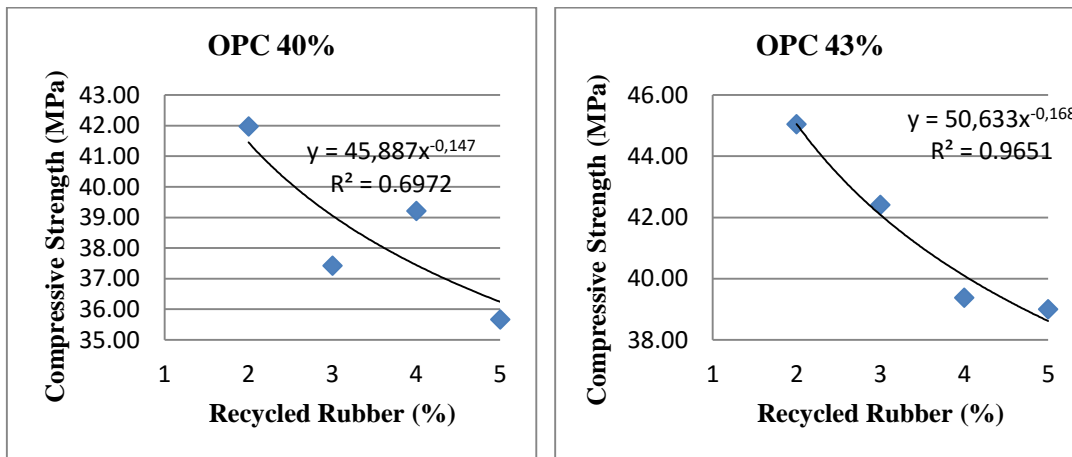 OPC 40%
Compressive Strength (MPa)
43.00
42.00
41.00
40.00
39.00
38.00
37.00
36.00
35.00
y = 45,887x-0,147
R² = 0.6972
1 2 3 4 5
Recycled Rubber (%)
OPC 43%
Compressive Strength (MPa)
46.00
44.00
42.00
40.00
38.00
y = 50,633x-0,168
R² = 0.9651
1 2 3 4 5
Recycled Rubber (%)